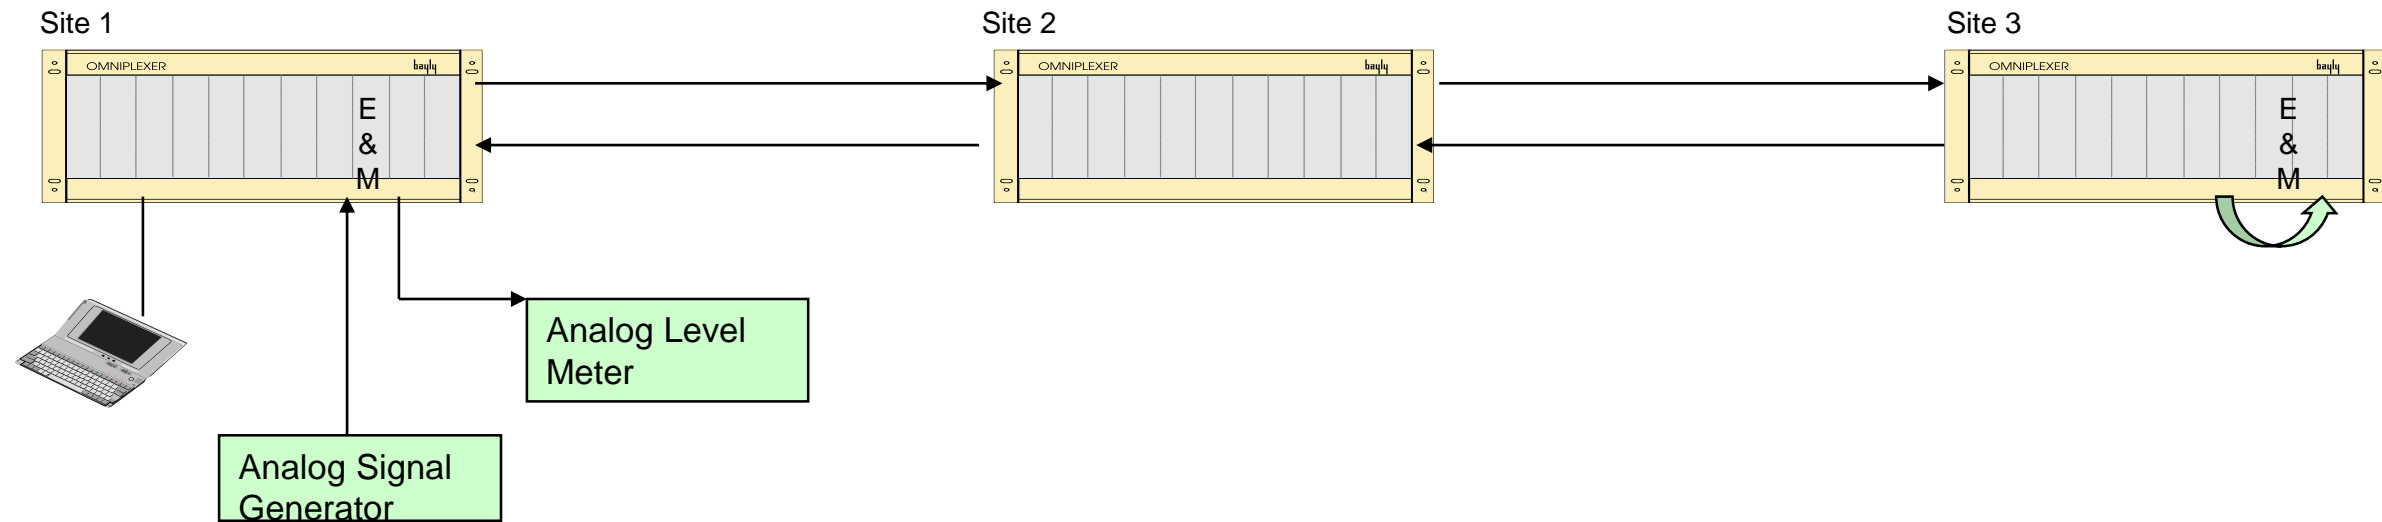 Site 1
Site 2
Site 3
OMNIPLEXER bayly
OMNIPLEXER bayly
OMNIPLEXER bayly
E
&
M
E
&
M
Analog Level
Meter
Analog Signal
Generator